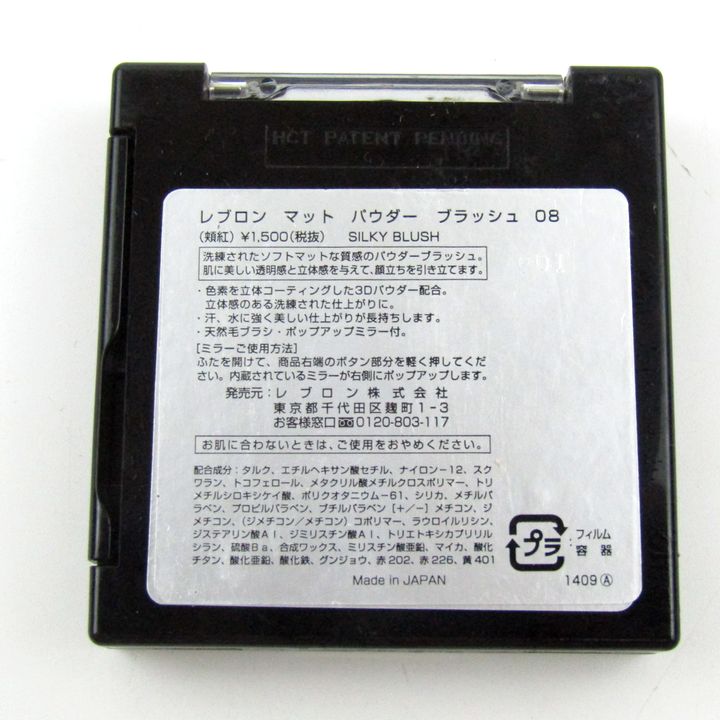 HCT PATENT PENDING
レブロン マット パウダー ブラッシュ 08
(頬紅)¥1,500(税抜) SILKY BLUSH
洗練されたソフトマットな質感のパウダーブラッシュ。
肌に美しい透明感と立体感を与えて、顔立ちを引き立てます。
・色素を立体コーティングした3Dパウダー配合。
立体感のある洗練された仕上がりに。
・汗、水に強く美しい仕上がりが長持ちします。
・天然毛ブラシ・ポップアップミラー付。
[ミラーご使用方法]
ふたを開けて、商品右端のボタン部分を軽く押してくだ
さい。内蔵されているミラーが右側にポップアップします。
発売元:レブロン株式会社
東京都千代田区麹町1-3
お客様窓口 0120-803-117
お肌に合わないときは、ご使用をおやめください。
配合成分:タルク、エチルヘキサン酸セチル、ナイロン-12、スク
ワラン、トコフェロール、メタクリル酸メチルクロスポリマー、トリ
メチルシロキシケイ酸、ポリクオタニウム-61、シリカ、メチルパ
ラベン、プロピルパラベン、ブチルパラベン [+/-] メチコン、ジ
メチコン、(ジメチコン/メチコン) コポリマー、ラウロイルリシン、
ジステアリン酸Al、ジミリスチン酸Al、トリエトキシカプリリル
シラン、硫酸Ba、合成ワックス、ミリスチン酸亜鉛、マイカ、酸化
チタン、酸化亜鉛、酸化鉄、グンジョウ、赤202、赤226、黄401
プラ
:フィルム
容器
Made in JAPAN
1409 Ⓐ